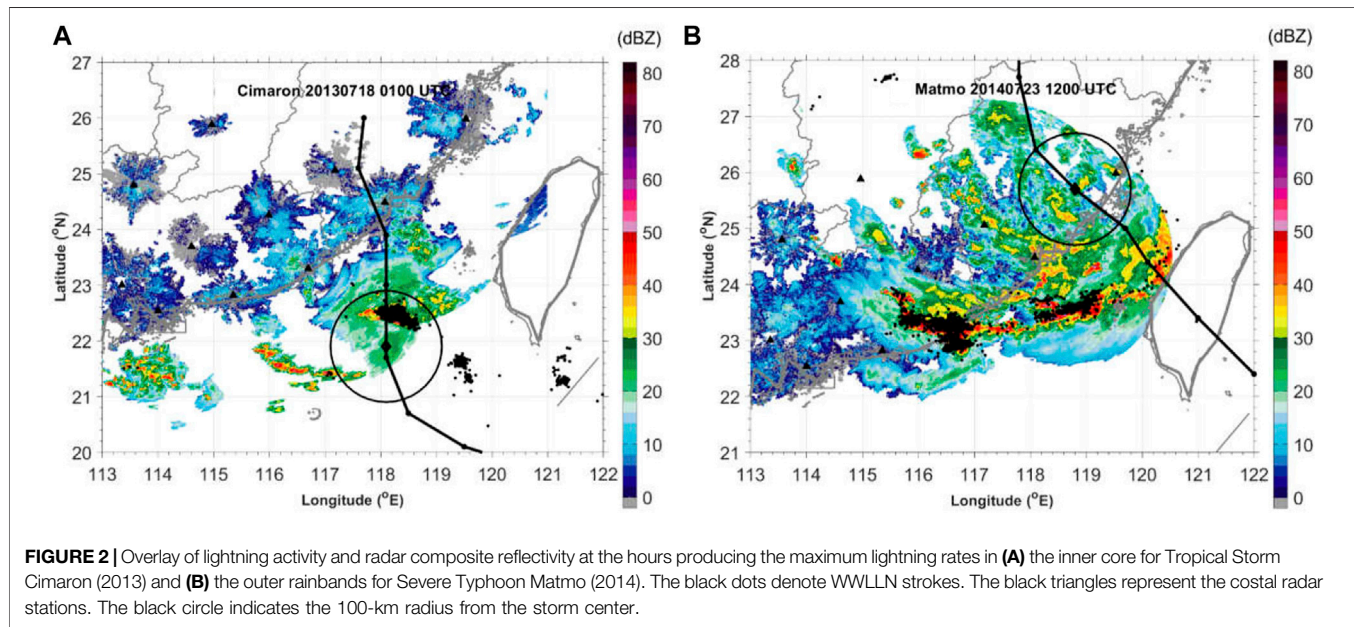 A
(dBZ)
Cimaron 20130718 0100 UTC
27
26
25
24
23
22
21
20
Latitude (°N)
113 114 115 116 117 118 119 120 121 122
Longitude (°E)
80
70
60
50
40
30
20
10
0
B
(dBZ)
Matmo 20140723 1200 UTC
28
27
26
25
24
23
22
21
Latitude (°N)
113 114 115 116 117 118 119 120 121 122
Longitude (°E)
80
70
60
50
40
30
20
10
0
FIGURE 2 | Overlay of lightning activity and radar composite reflectivity at the hours producing the maximum lightning rates in (A) the inner core for Tropical Storm
Cimaron (2013) and (B) the outer rainbands for Severe Typhoon Matmo (2014). The black dots denote WWLLN strokes. The black triangles represent the costal radar
stations. The black circle indicates the 100-km radius from the storm center.